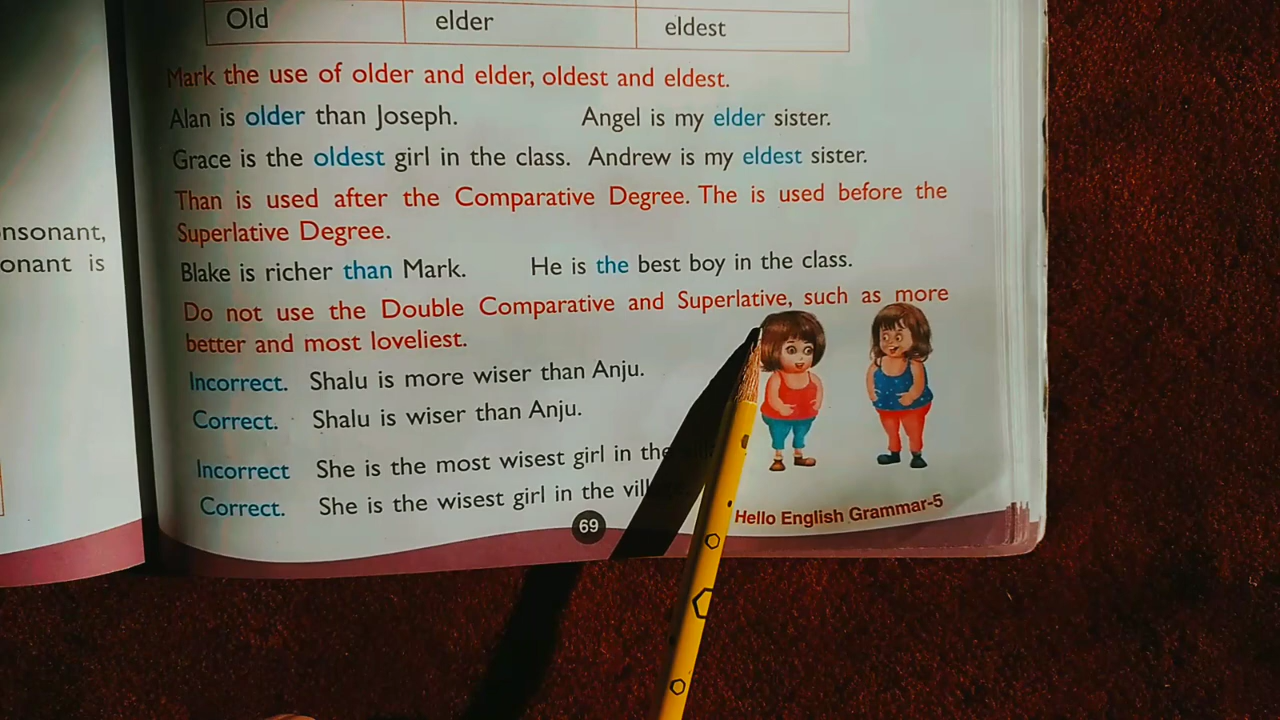 Old elder eldest
Mark the use of older and elder, oldest and eldest.
Alan is older than Joseph. Angel is my elder sister.
Grace is the oldest girl in the class. Andrew is my eldest sister.
Than is used after the Comparative Degree. The is used before the
Superlative Degree.
Blake is richer than Mark. He is the best boy in the class.
Do not use the Double Comparative and Superlative, such as more
better and most loveliest.
Incorrect. Shalu is more wiser than Anju.
Correct. Shalu is wiser than Anju.
Incorrect She is the most wisest girl in the
Correct. She is the wisest girl in the
69
Hello English Grammar-5
nsonant,
onant is